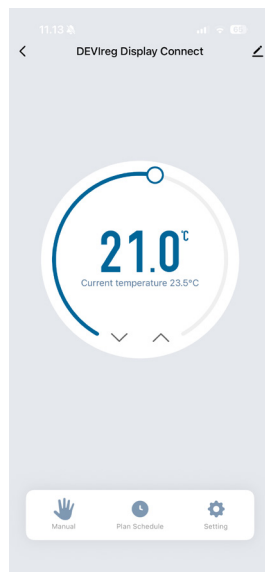 11.13
DEVIreg Display Connect
21.0°C
Current temperature 23.5°C
Manual
Plan Schedule
Setting